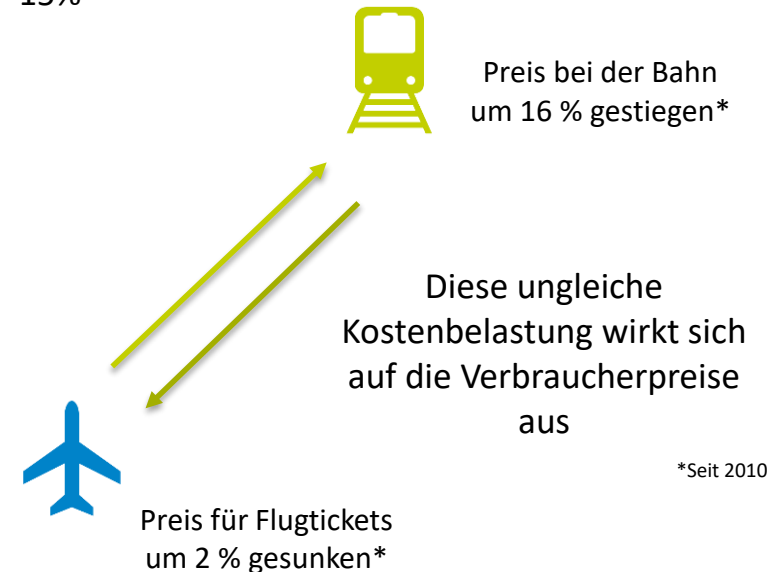 Preis bei der Bahn
um 16 % gestiegen*
Diese ungleiche
Kostenbelastung wirkt sich
auf die Verbraucherpreise
aus
*Seit 2010
Preis für Flugtickets
um 2 % gesunken*